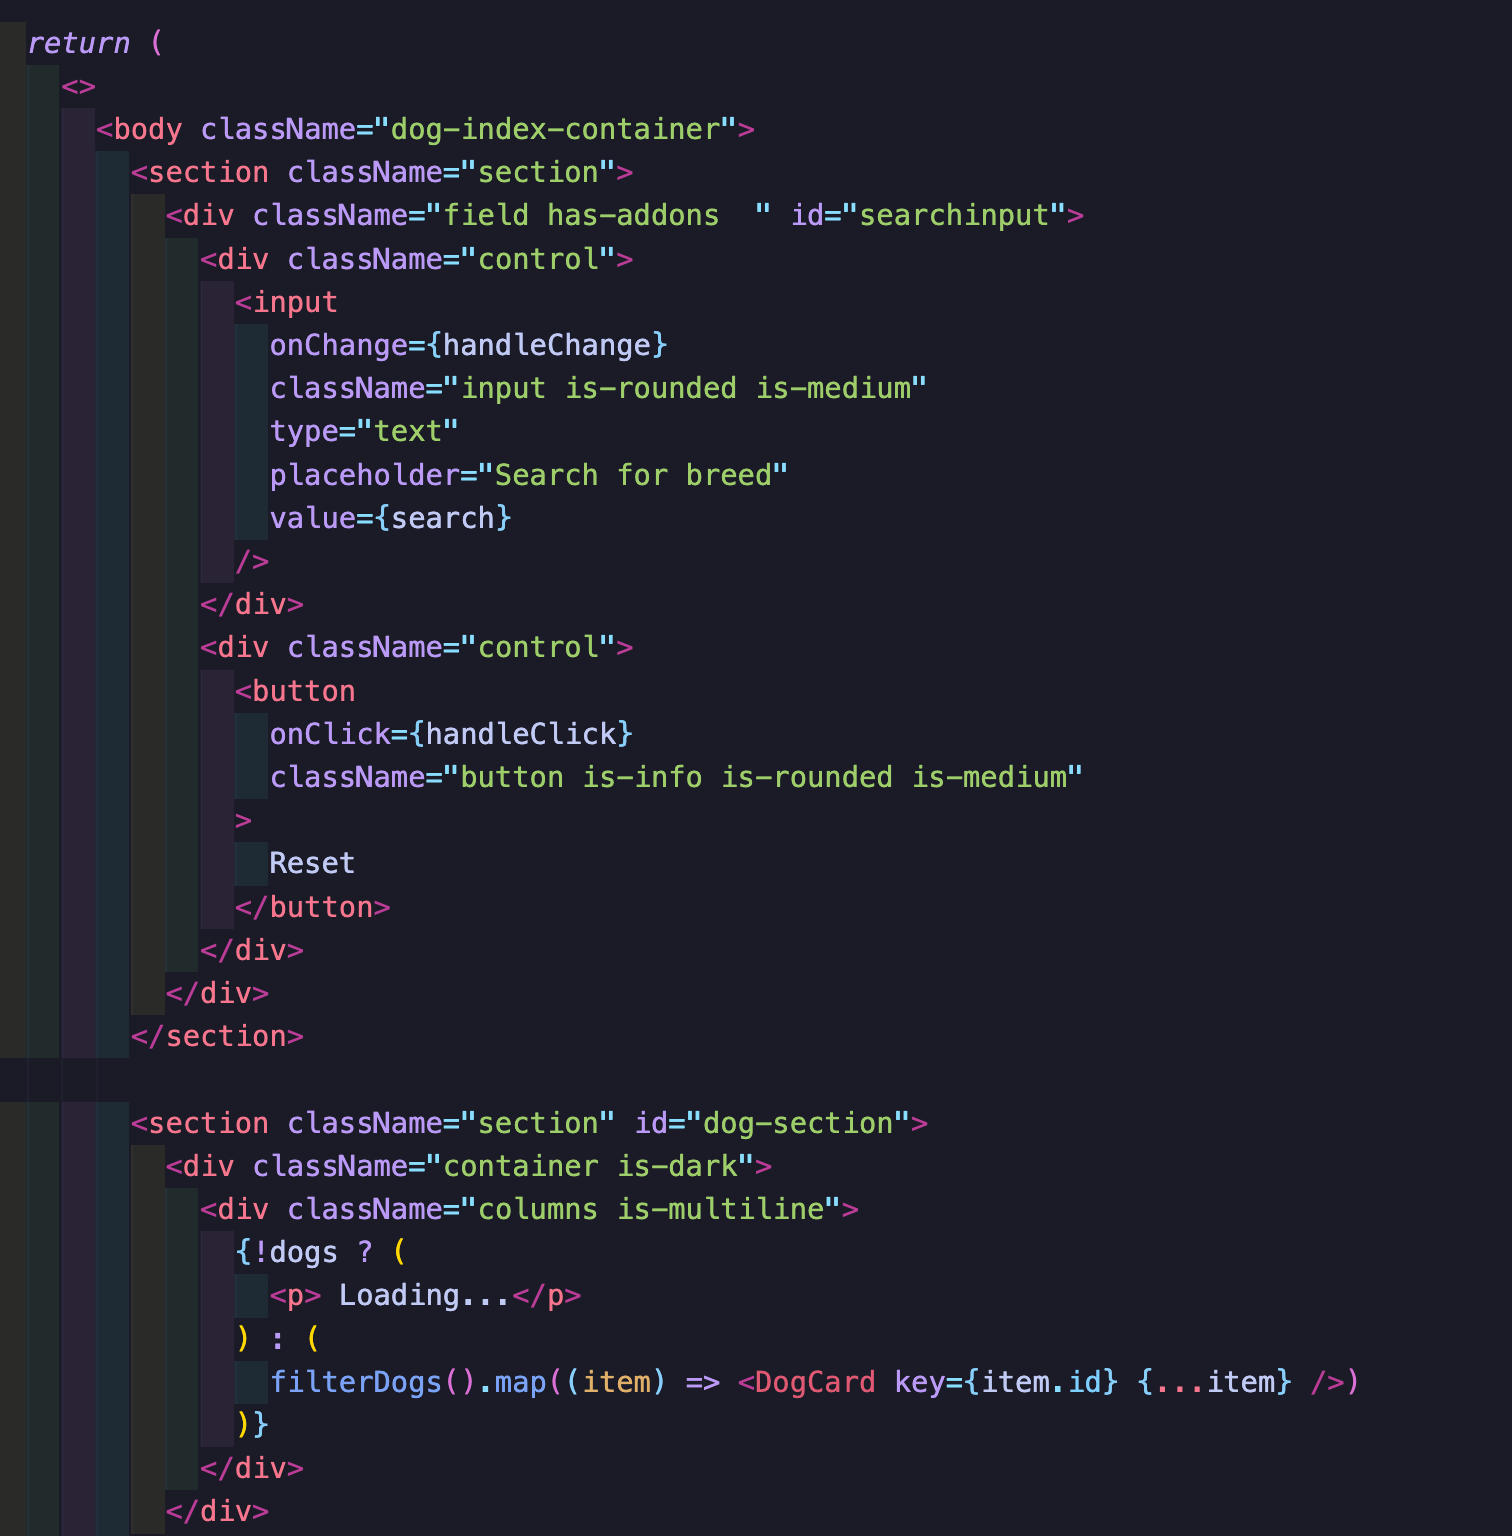 return (
<>
<body className="dog-index-container">
<section className="section">
<div className="field has-addons  " id="searchinput">
<div className="control">
<input
onChange={handleChange}
className="input is-rounded is-medium"
type="text"
placeholder="Search for breed"
value={search}
/>
</div>
<div className="control">
<button
onClick={handleClick}
className="button is-info is-rounded is-medium"
>
Reset
</button>
</div>
</div>
</section>
<section className="section" id="dog-section">
<div className="container is-dark">
<div className="columns is-multiline">
{!dogs ? (
<p> Loading...</p>
) : (
filterDogs().map((item) => <DogCard key={item.id} {...item} />)
)}
</div>
</div>